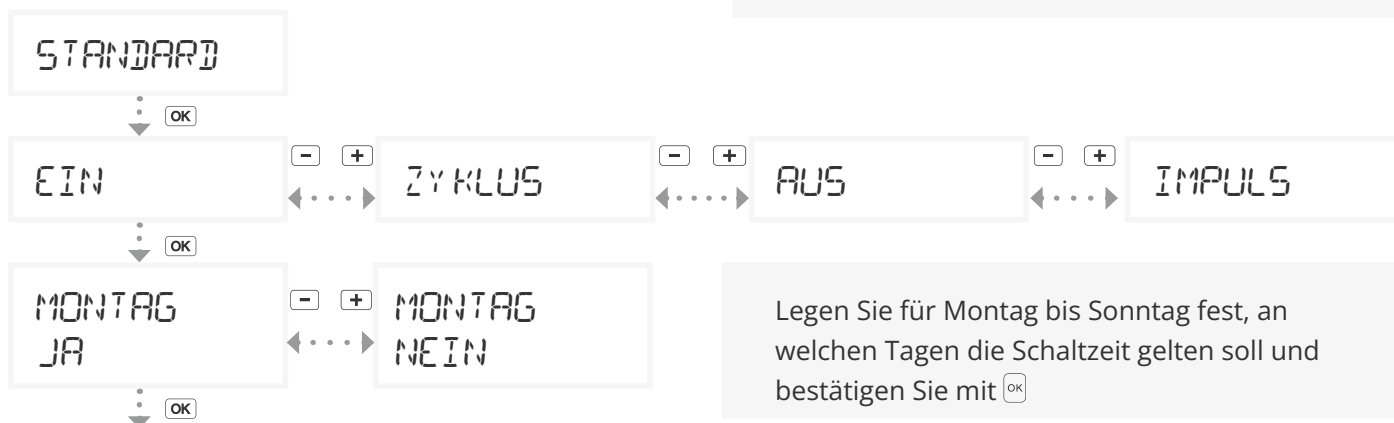 STANDARD
OK
EIN
- +
ZYKLUS
- +
AUS
- +
IMPULS
OK
MONTAG
JA
- +
MONTAG
NEIN
Legen Sie für Montag bis Sonntag fest, an
welchen Tagen die Schaltzeit gelten soll und
bestätigen Sie mit OK
OK